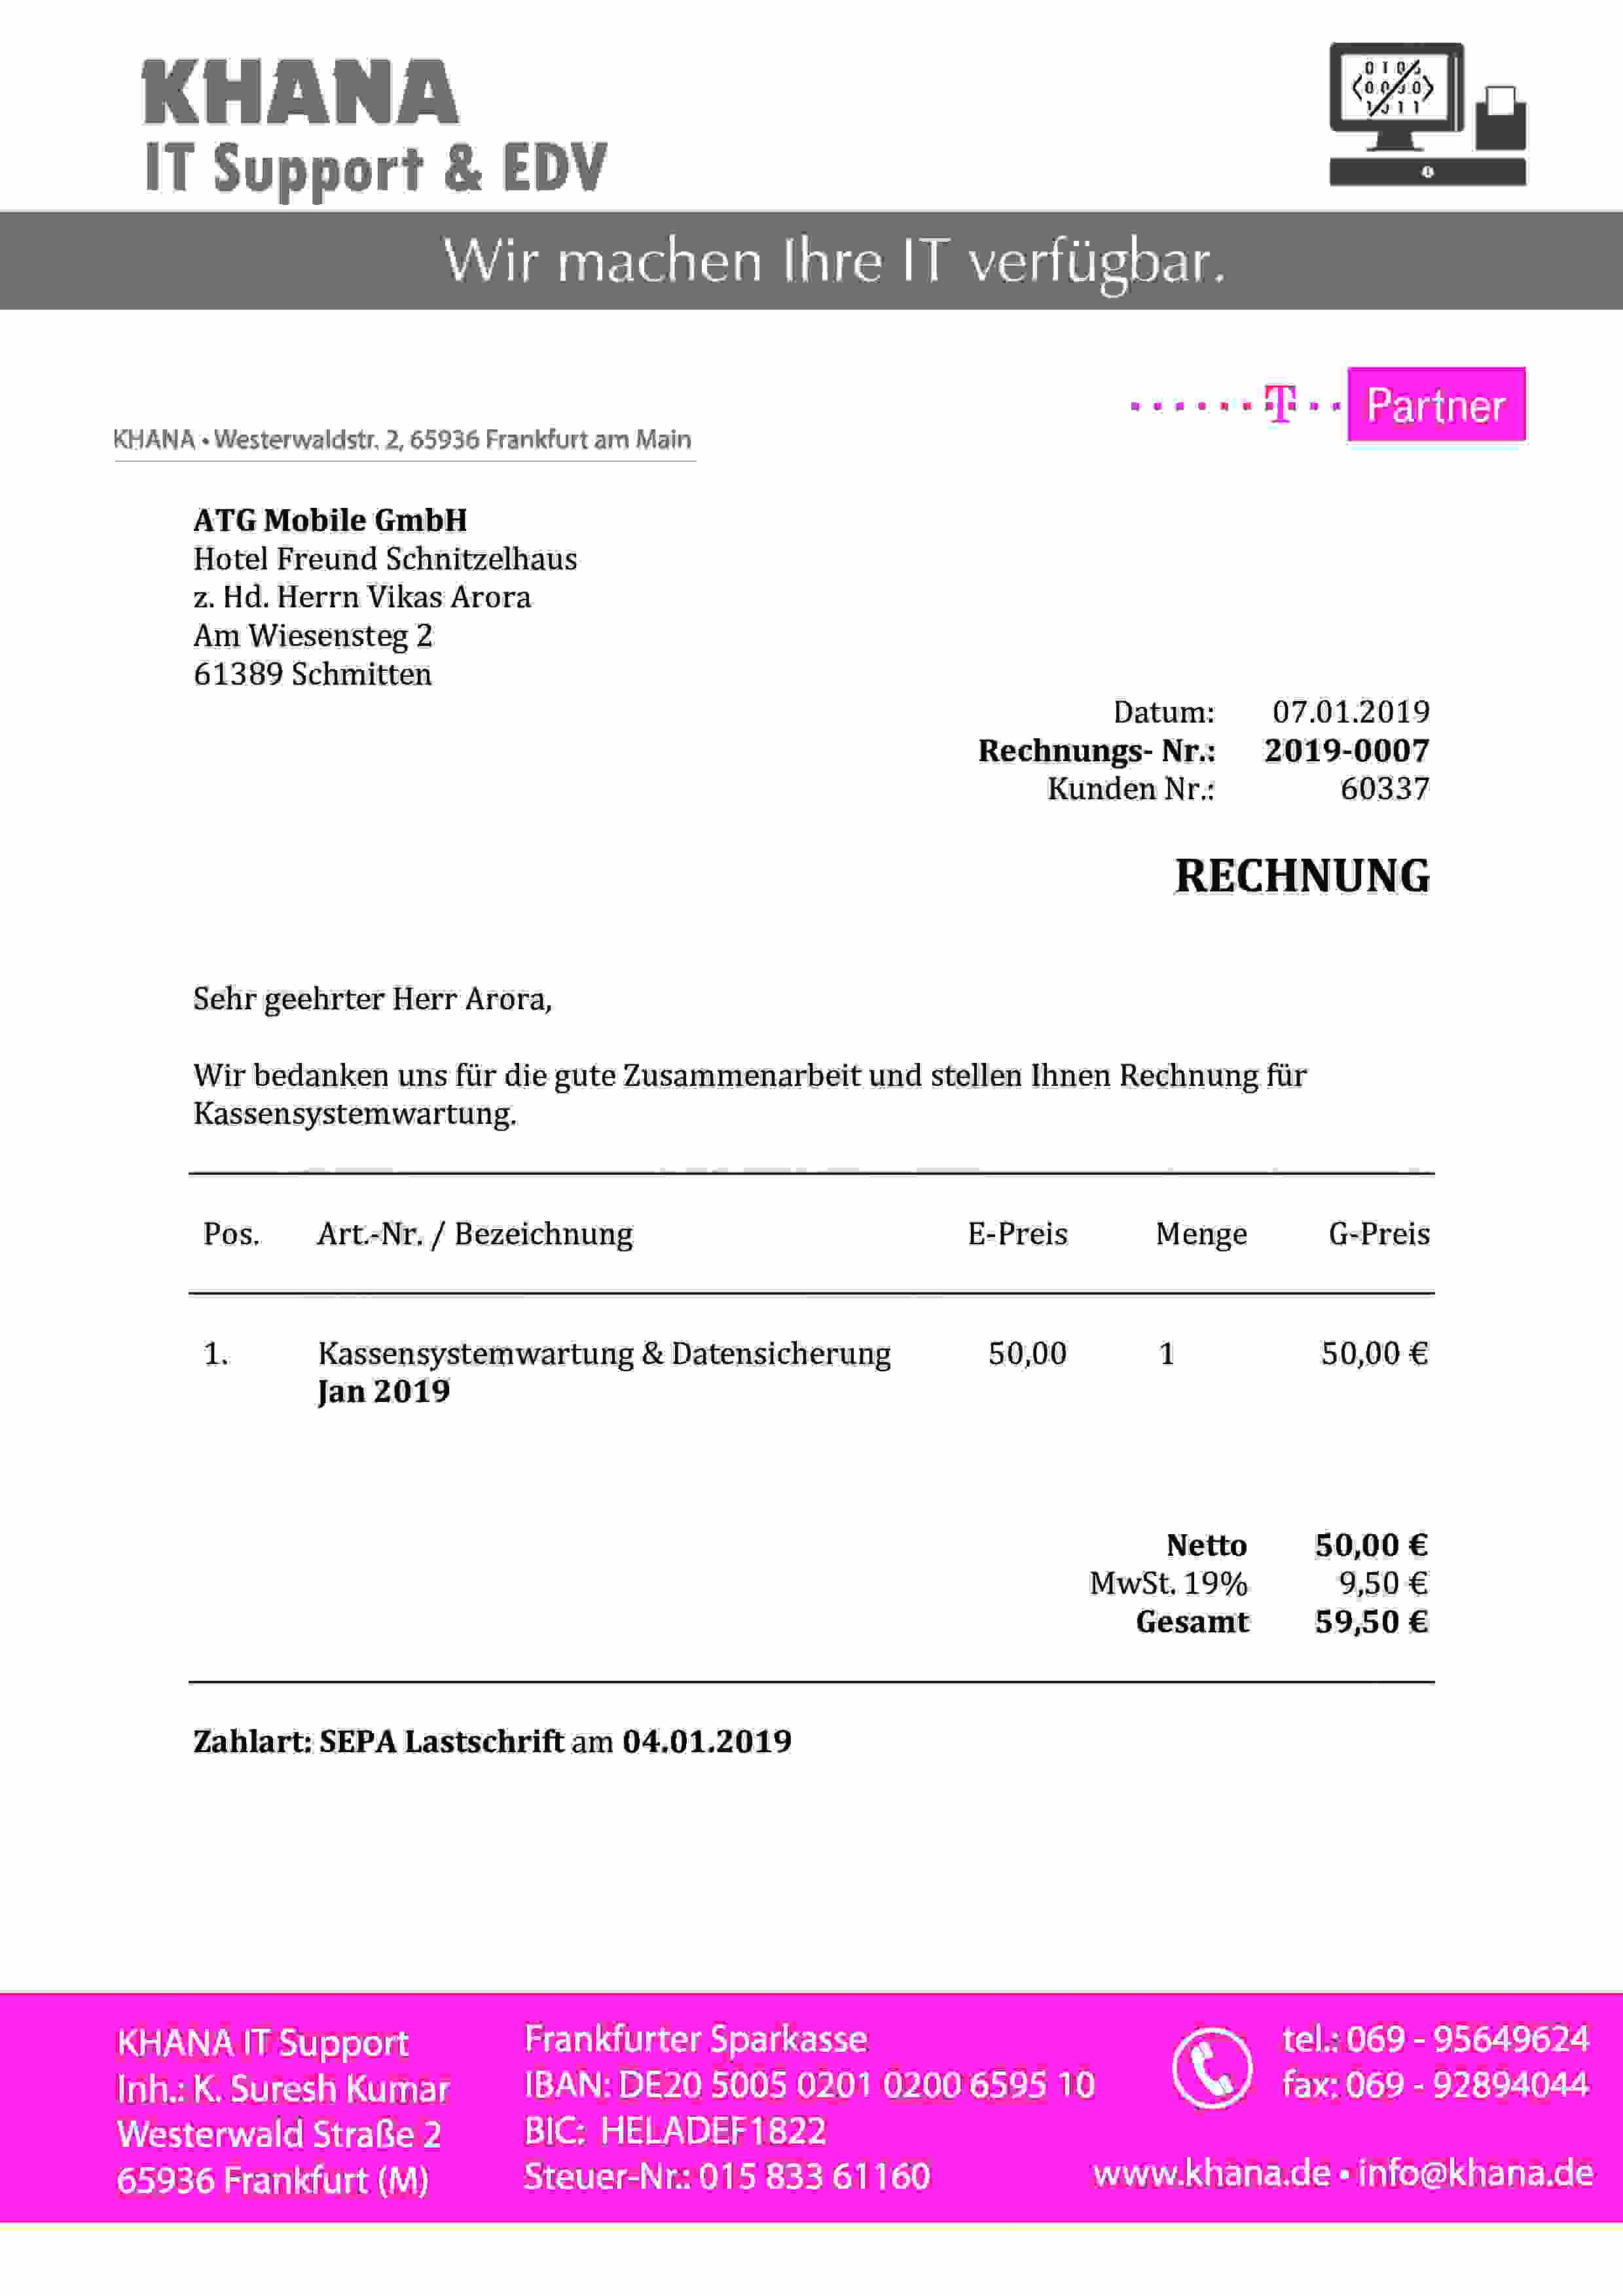 KHANA
IT Support & EDV
Wir machen Ihre IT verfügbar.
T Partner
KHANA • Westerwaldstr. 2, 65936 Frankfurt am Main
ATG Mobile GmbH
Hotel Freund Schnitzelhaus
z. Hd. Herrn Vikas Arora
Am Wiesensteg 2
61389 Schmitten
Datum: 07.01.2019
Rechnungs- Nr.: 2019-0007
Kunden Nr.: 60337
RECHNUNG
Sehr geehrter Herr Arora,
Wir bedanken uns für die gute Zusammenarbeit und stellen Ihnen Rechnung für
Kassensystemwartung.
Pos. Art.-Nr. / Bezeichnung E-Preis Menge G-Preis
1. Kassensystemwartung & Datensicherung 50,00 1 50,00 €
Jan 2019
Netto 50,00 €
MwSt. 19% 9,50 €
Gesamt 59,50 €
Zahlart: SEPA Lastschrift am 04.01.2019
KHANA IT Support
Inh.: K. Suresh Kumar
Westerwald Straße 2
65936 Frankfurt (M)
Frankfurter Sparkasse
IBAN: DE20 5005 0201 0200 6595 10
BIC: HELADEF1822
Steuer-Nr.: 015 833 61160
tel.: 069 - 95649624
fax: 069 - 92894044
www.khana.de • info@khana.de